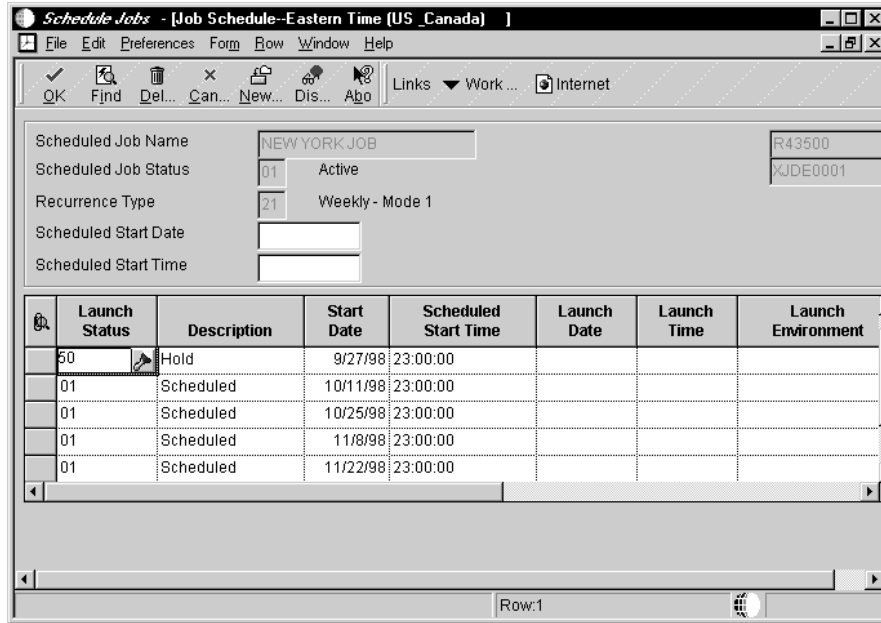 Schedule Jobs - [Job Schedule--Eastern Time (US _Canada) ]
File Edit Preferences Form Row Window Help
OK Find Del... Can... New... Dis... Abo Links Work ... Internet
Scheduled Job Name NEW YORK JOB R43500
Scheduled Job Status 01 Active XJDE0001
Recurrence Type 21 Weekly - Mode 1
Scheduled Start Date
Scheduled Start Time
Launch Status Description Start Date Scheduled Start Time Launch Date Launch Time Launch Environment
50 Hold 9/27/98 23:00:00
01 Scheduled 10/11/98 23:00:00
01 Scheduled 10/25/98 23:00:00
01 Scheduled 11/8/98 23:00:00
01 Scheduled 11/22/98 23:00:00
Row:1